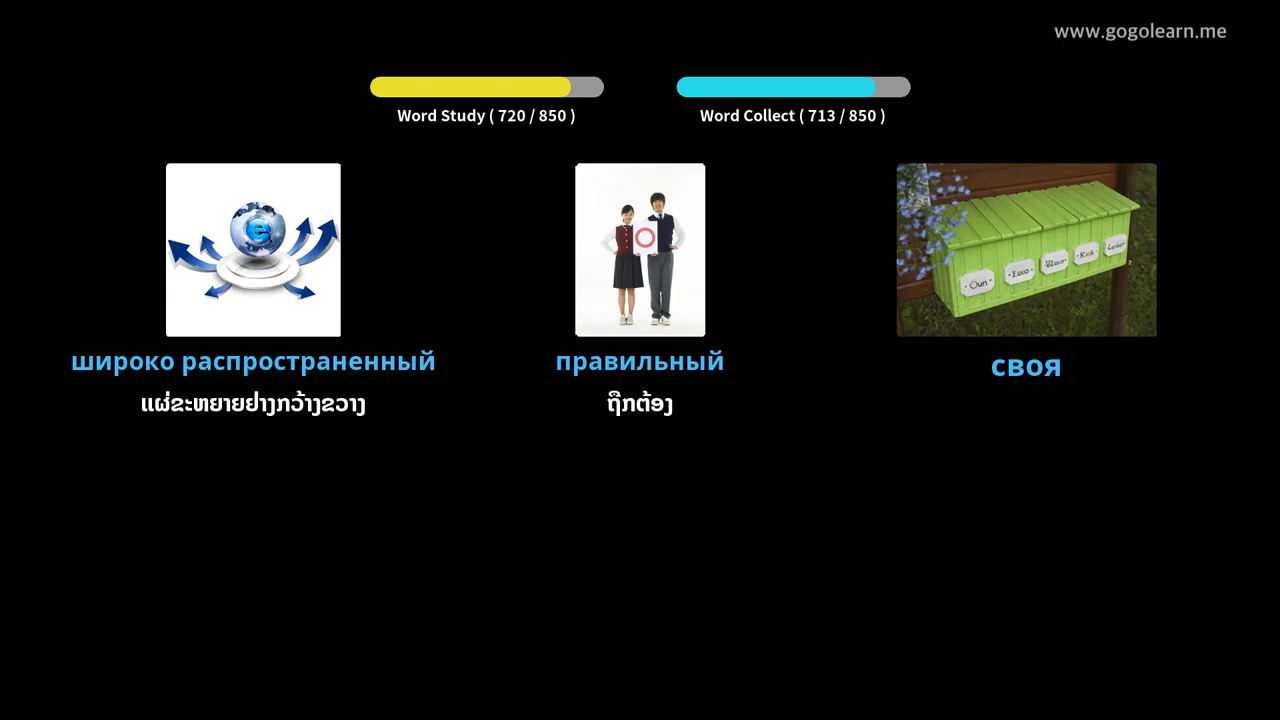 www.gogolearn.me
Word Study ( 720 / 850 )
Word Collect ( 713 / 850 )
широко распространенный
ແຜ່ຂະຫຍາຍຢ່າງກວ້າງຂວາງ
правильный
ຖືກຕ້ອງ
своя